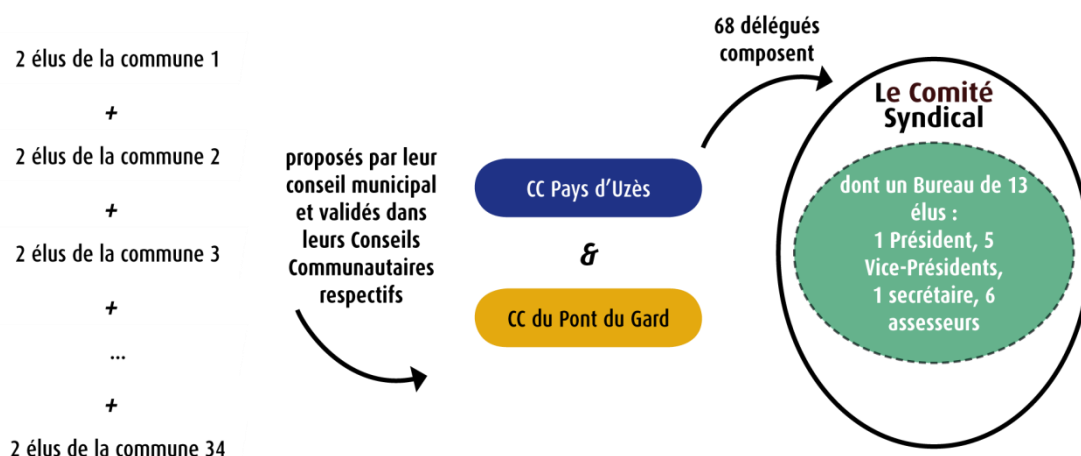 2 élus de la commune 1
+
2 élus de la commune 2
+
2 élus de la commune 3
+
...
+
2 élus de la commune 34
proposés par leur
conseil municipal
et validés dans
leurs Conseils
Communautaires
respectifs
CC Pays d'Uzès
&
CC du Pont du Gard
68 délégués
composent
Le Comité
Syndical
dont un Bureau de 13
élus :
1 Président, 5
Vice-Présidents,
1 secrétaire, 6
assesseurs